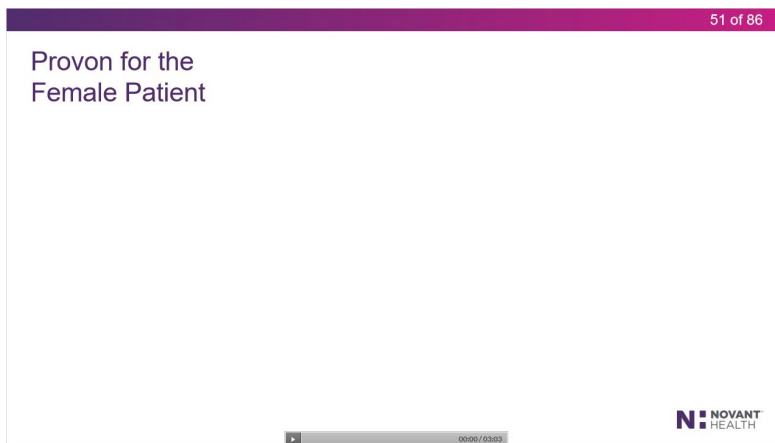 51 of 86
Provon for the
Female Patient
NOVANT
HEALTH
00:00 / 03:03